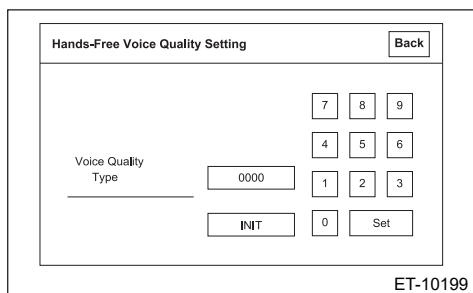 Hands-Free Voice Quality Setting Back
7 8 9
4 5 6
Voice Quality
Type 0000 1 2 3
INIT 0 Set
ET-10199